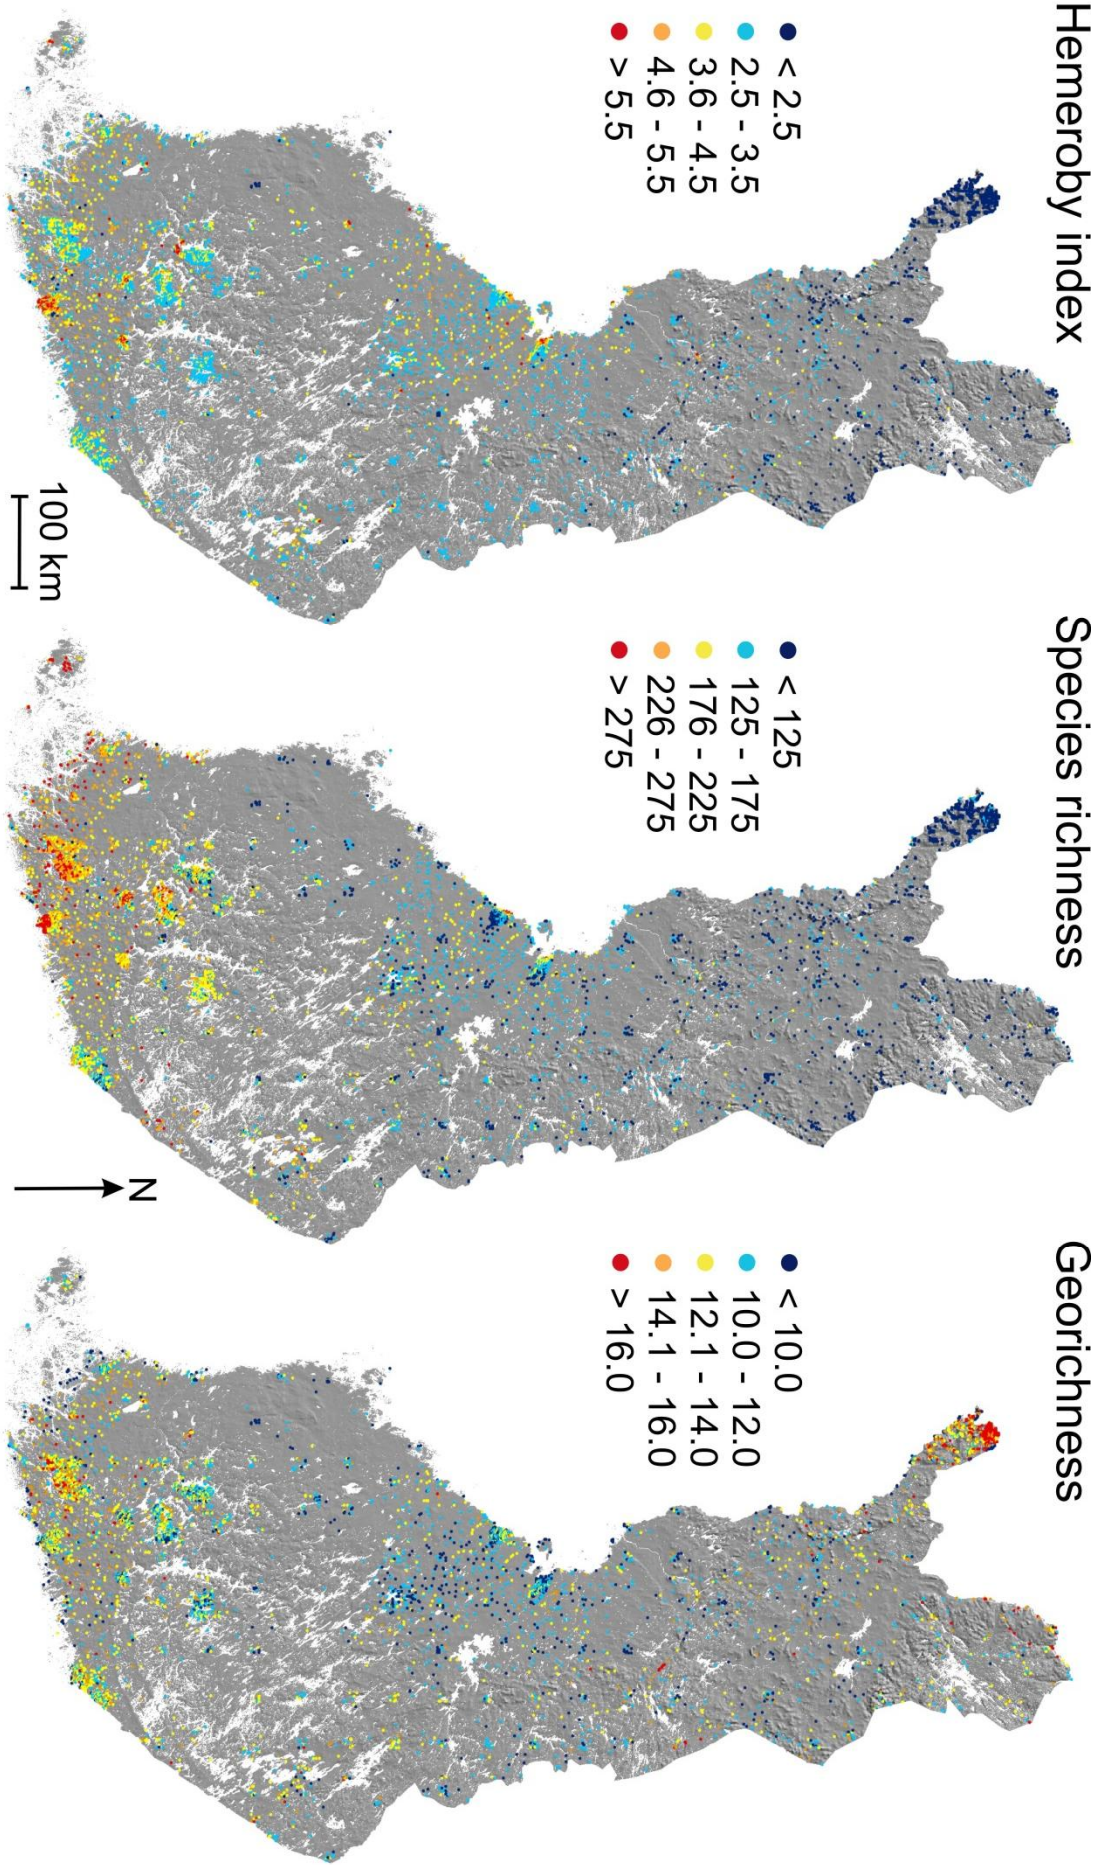 Hemeroby index
< 2.5
2.5 - 3.5
3.6 - 4.5
4.6 - 5.5
> 5.5
100 km
Species richness
< 125
125 - 175
176 - 225
226 - 275
> 275
N
Georichness
< 10.0
10.0 - 12.0
12.1 - 14.0
14.1 - 16.0
> 16.0